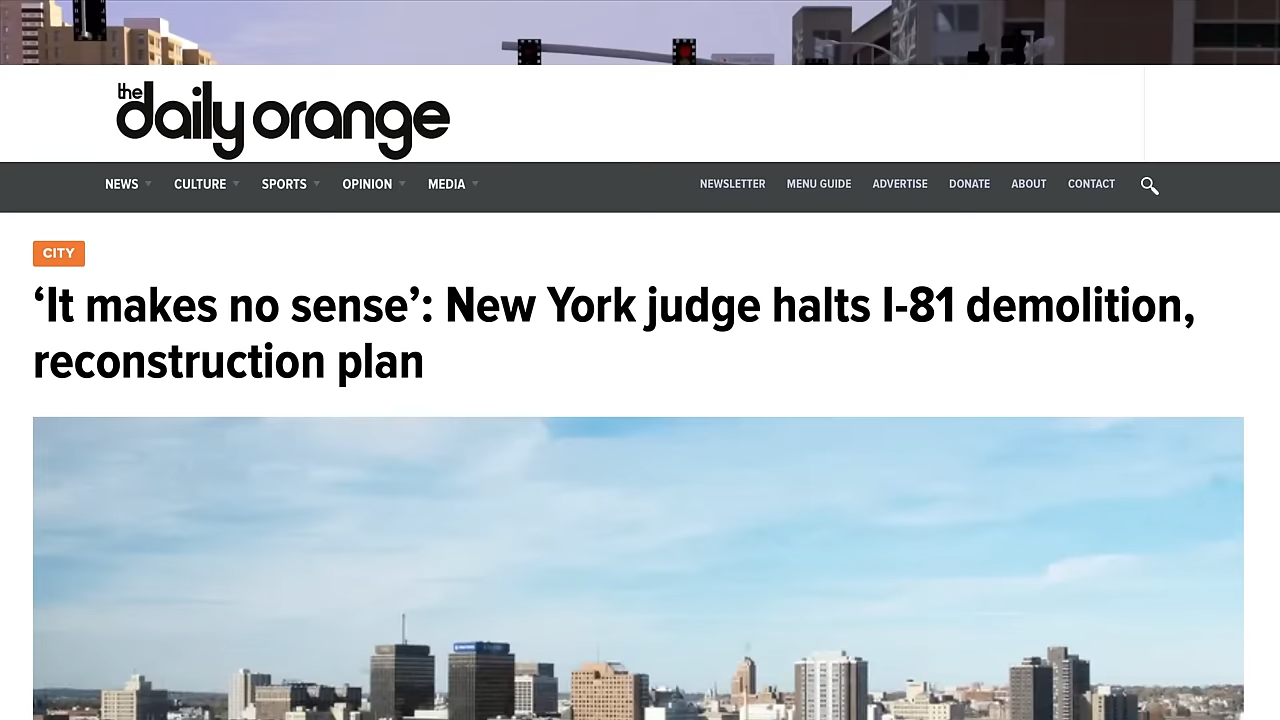 the
daily orange
NEWS CULTURE SPORTS OPINION MEDIA NEWSLETTER MENU GUIDE ADVERTISE DONATE ABOUT CONTACT
CITY
‘It makes no sense’: New York judge halts I-81 demolition,
reconstruction plan